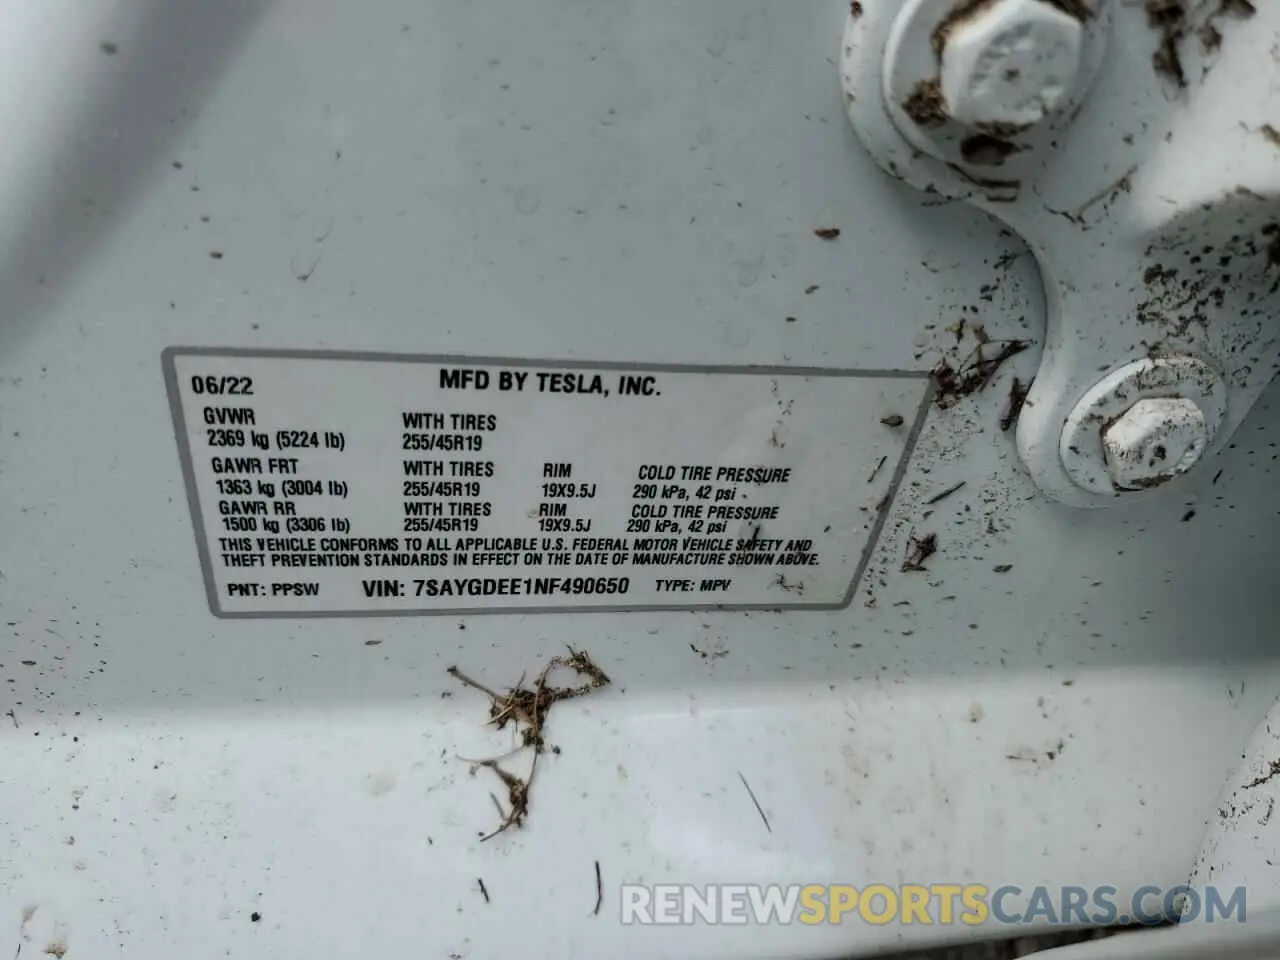 06/22 MFD BY TESLA, INC.
GVWR
2369 kg (5224 lb) WITH TIRES 255/45R19
GAWR FRT WITH TIRES RIM COLD TIRE PRESSURE
1363 kg (3004 lb) 255/45R19 19X9.5J 290 kPa, 42 psi
GAWR RR WITH TIRES RIM COLD TIRE PRESSURE
1500 kg (3306 lb) 255/45R19 19X9.5J 290 kPa, 42 psi
THIS VEHICLE CONFORMS TO ALL APPLICABLE U.S. FEDERAL MOTOR VEHICLE SAFETY AND
THEFT PREVENTION STANDARDS IN EFFECT ON THE DATE OF MANUFACTURE SHOWN ABOVE.
PNT: PPSW VIN: 7SAYGDEE1NF490650 TYPE: MPV
RENEWSPORTSCARS.COM